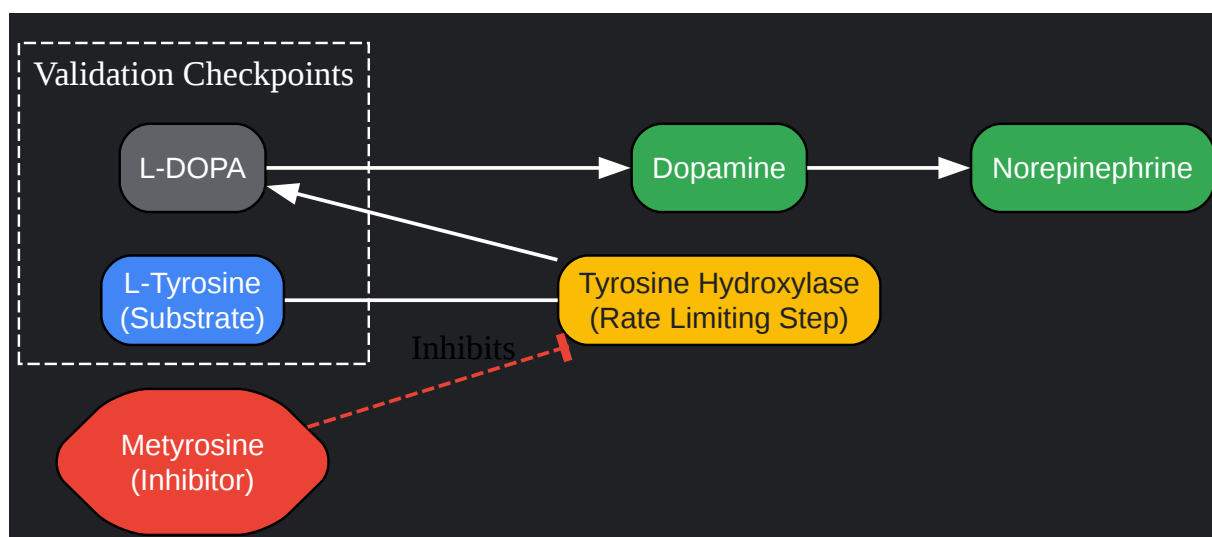 Validation Checkpoints
L-DOPA
Dopamine
Norepinephrine
L-Tyrosine
(Substrate)
Tyrosine Hydroxylase
(Rate Limiting Step)
Inhibits
Metyrosine
(Inhibitor)